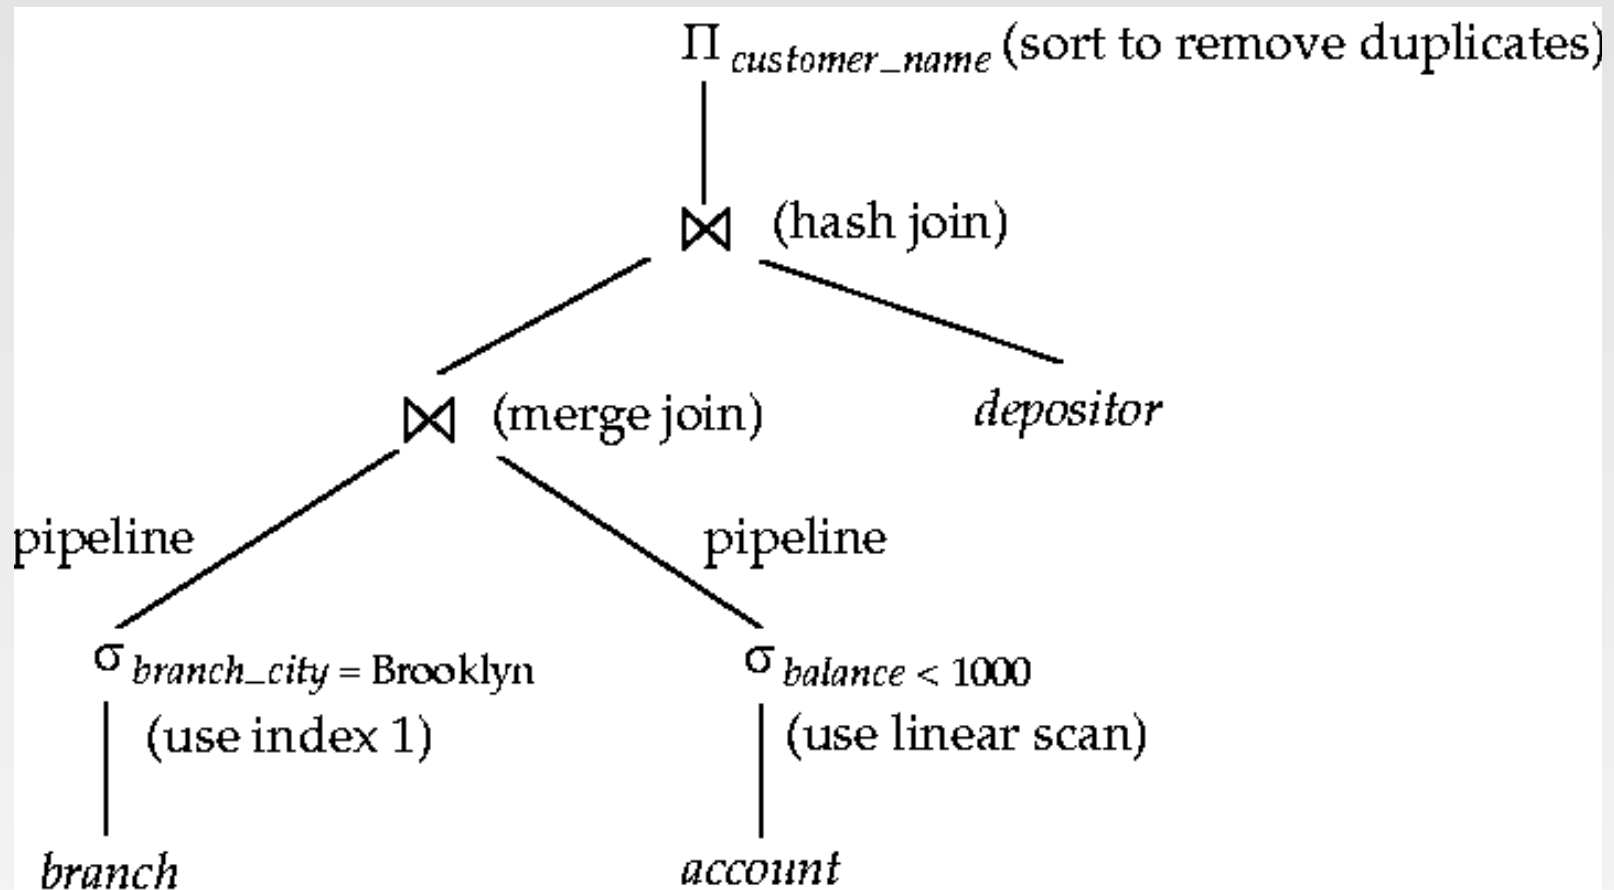 Π customer_name (sort to remove duplicates)
⋈ (hash join)
⋈ (merge join)
depositor
pipeline
pipeline
σ branch_city = Brooklyn
σ balance < 1000
(use index 1)
(use linear scan)
branch
account